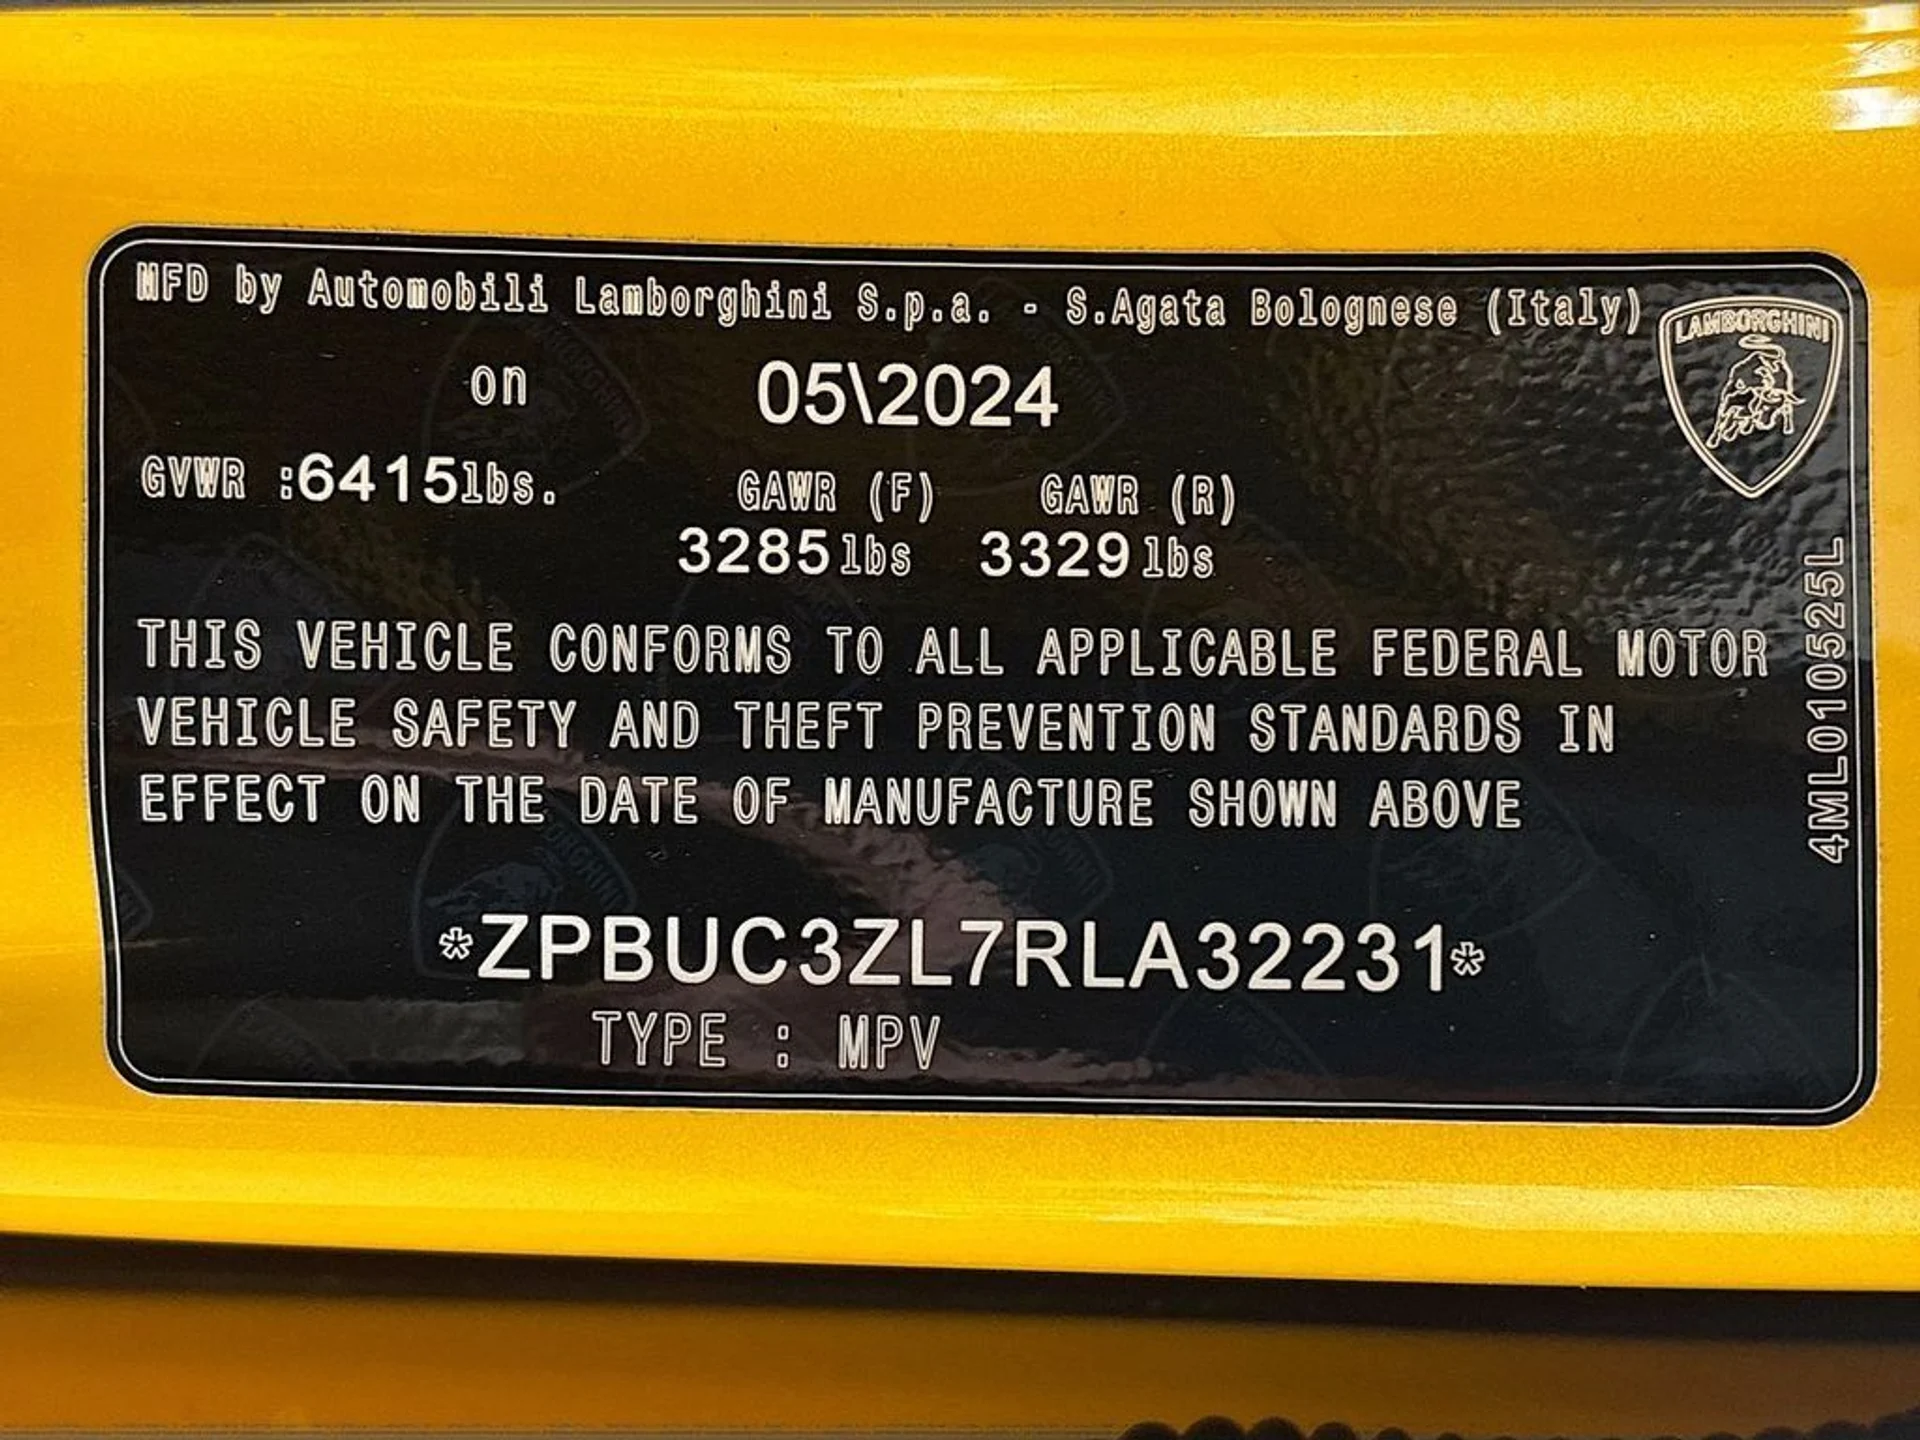 MFD by Automobili Lamborghini S.p.a. - S.Agata Bolognese (Italy)
LAMBORGHINI
on 05\2024
GVWR :6415lbs. GAWR (F) GAWR (R)
3285lbs 3329lbs
THIS VEHICLE CONFORMS TO ALL APPLICABLE FEDERAL MOTOR
VEHICLE SAFETY AND THEFT PREVENTION STANDARDS IN
EFFECT ON THE DATE OF MANUFACTURE SHOWN ABOVE
4ML010525L
*ZPBUC3ZL7RLA32231*
TYPE : MPV